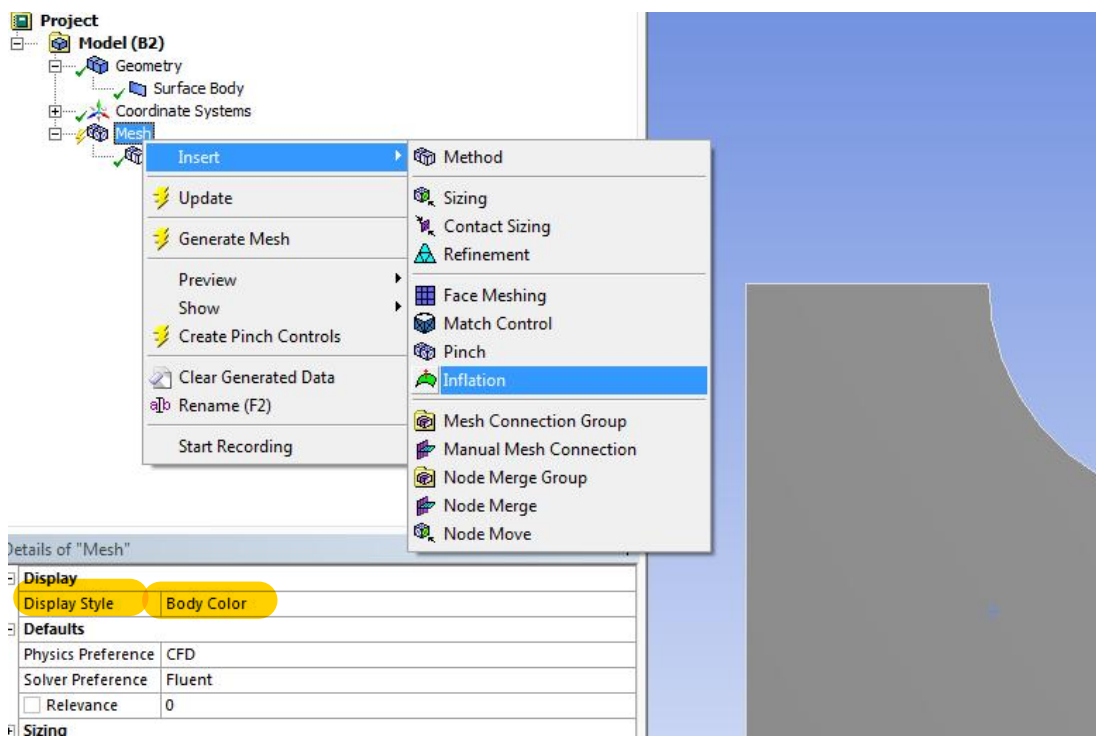 Project
Model (B2)
Geometry
Surface Body
Coordinate Systems
Mesh
Insert
Update
Generate Mesh
Preview
Show
Create Pinch Controls
Clear Generated Data
Rename (F2)
Start Recording
Method
Sizing
Contact Sizing
Refinement
Face Meshing
Match Control
Pinch
Inflation
Mesh Connection Group
Manual Mesh Connection
Node Merge Group
Node Merge
Node Move
Details of "Mesh"
Display
Display Style Body Color
Defaults
Physics Preference CFD
Solver Preference Fluent
Relevance 0
Sizing